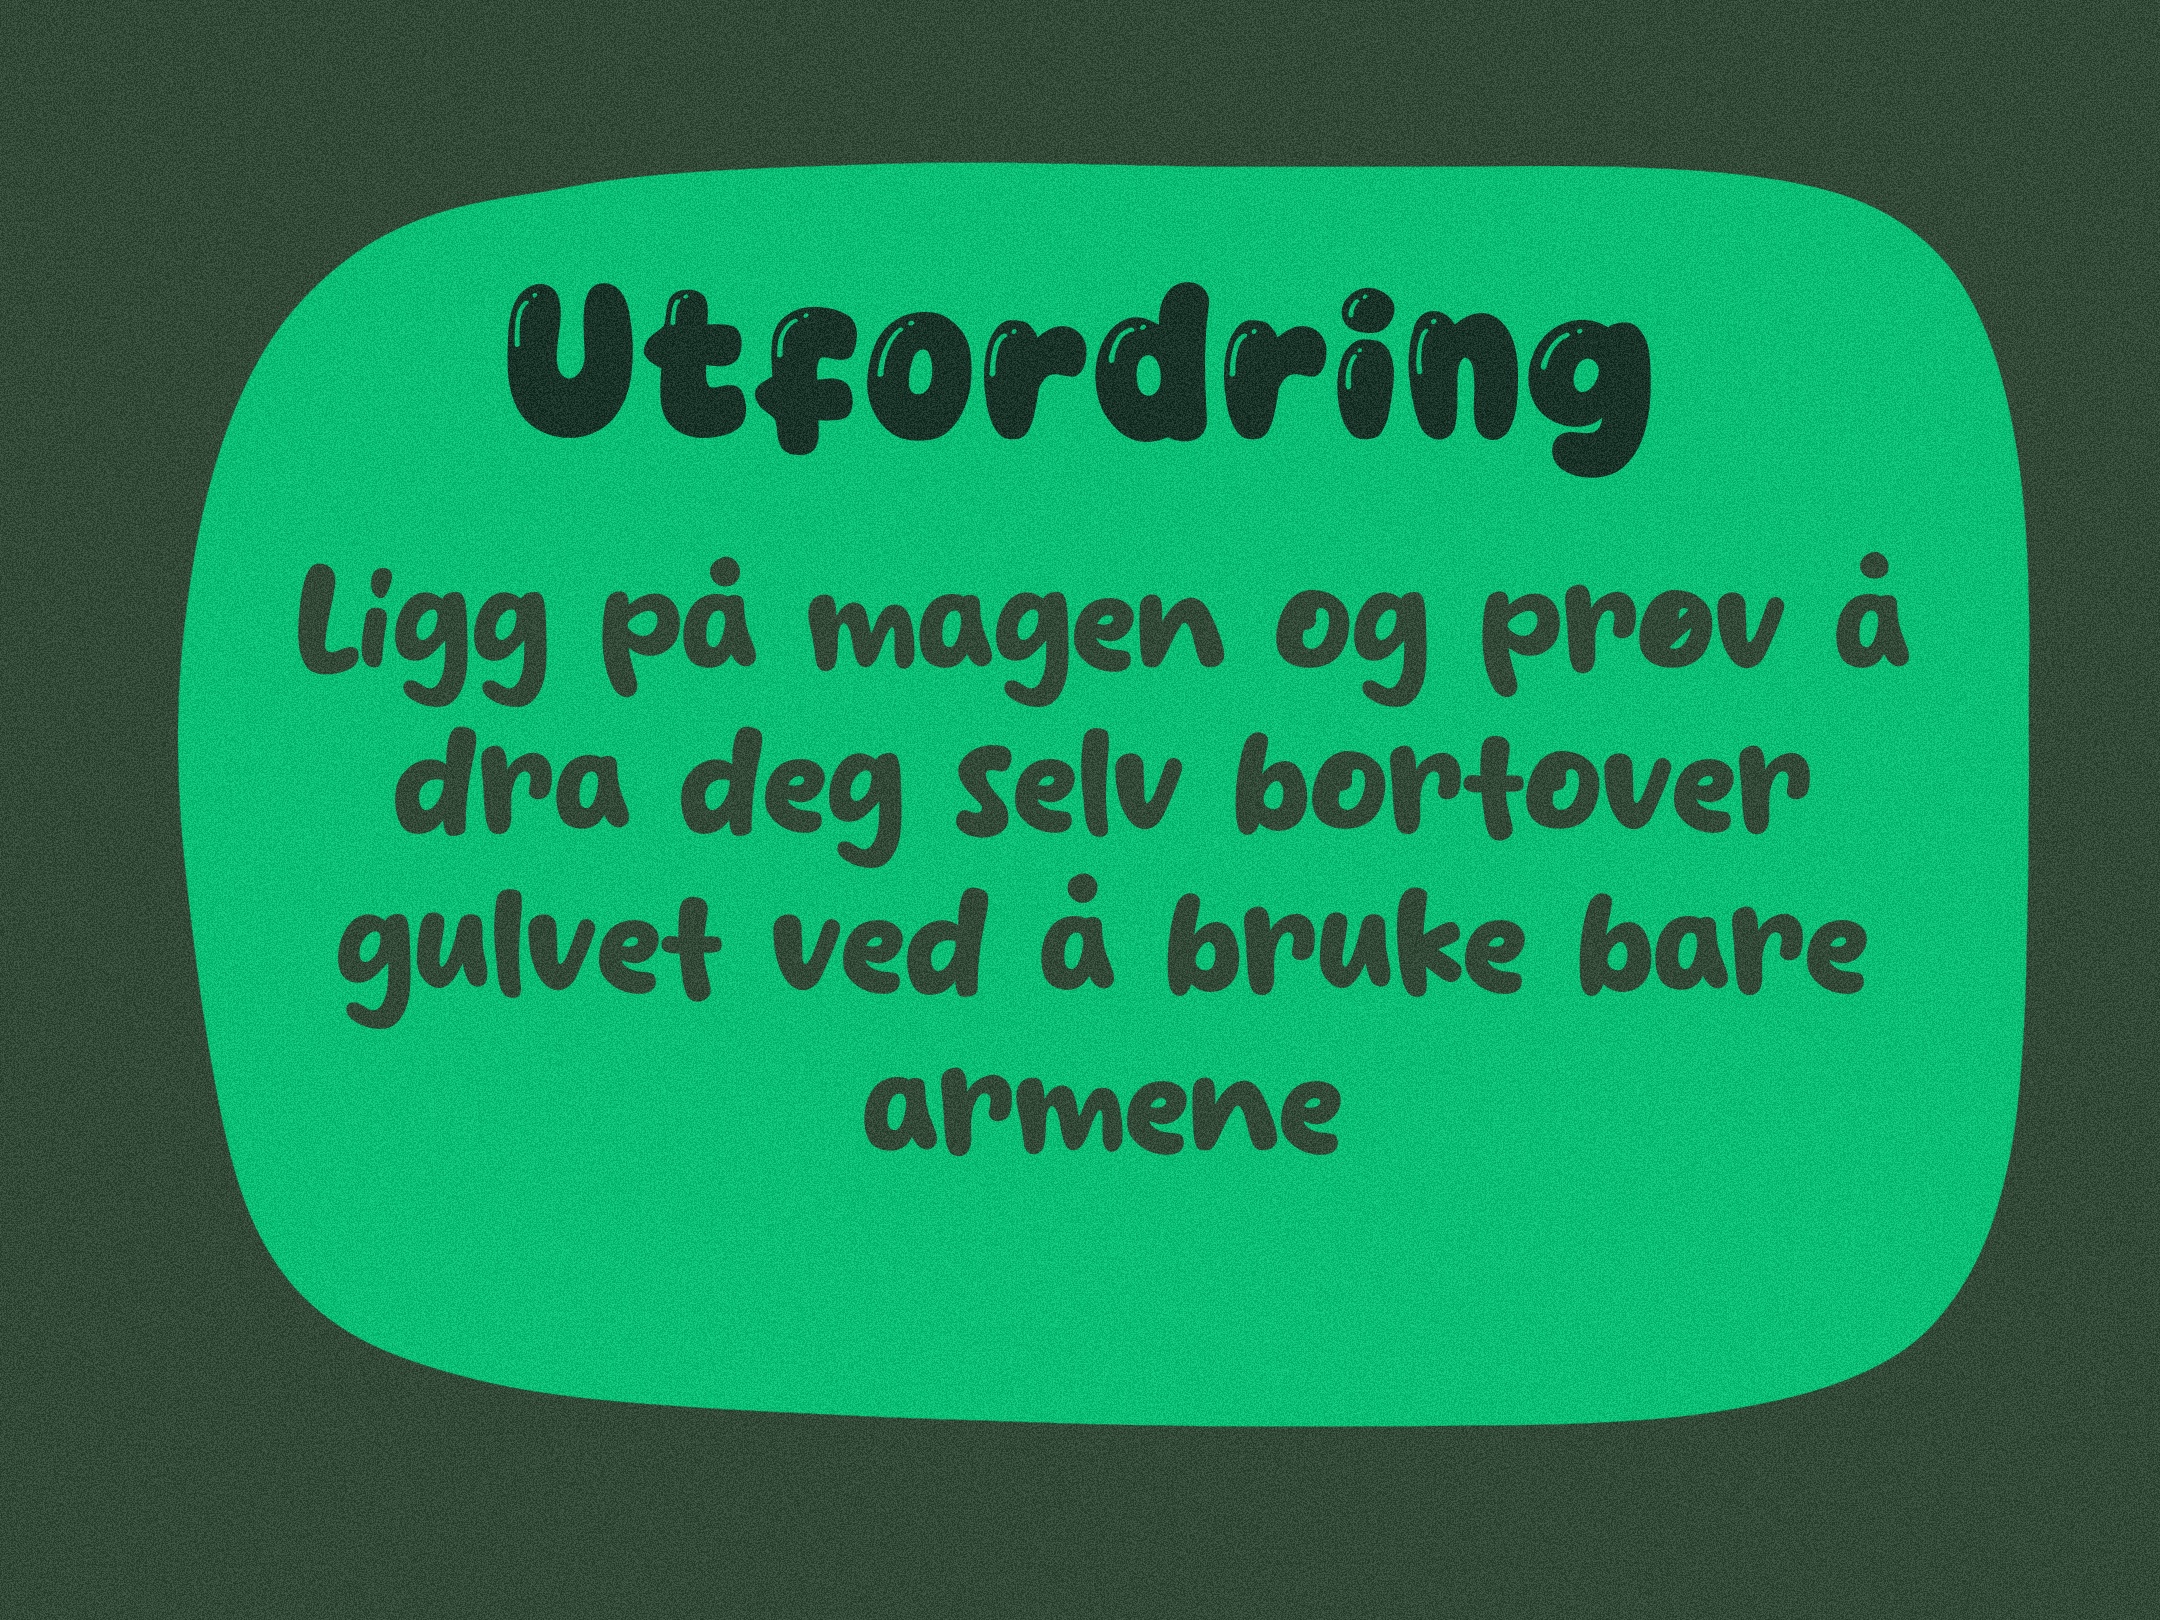 Utfordring
Ligg på magen og prøv å
dra deg selv bortover
gulvet ved å bruke bare
armene